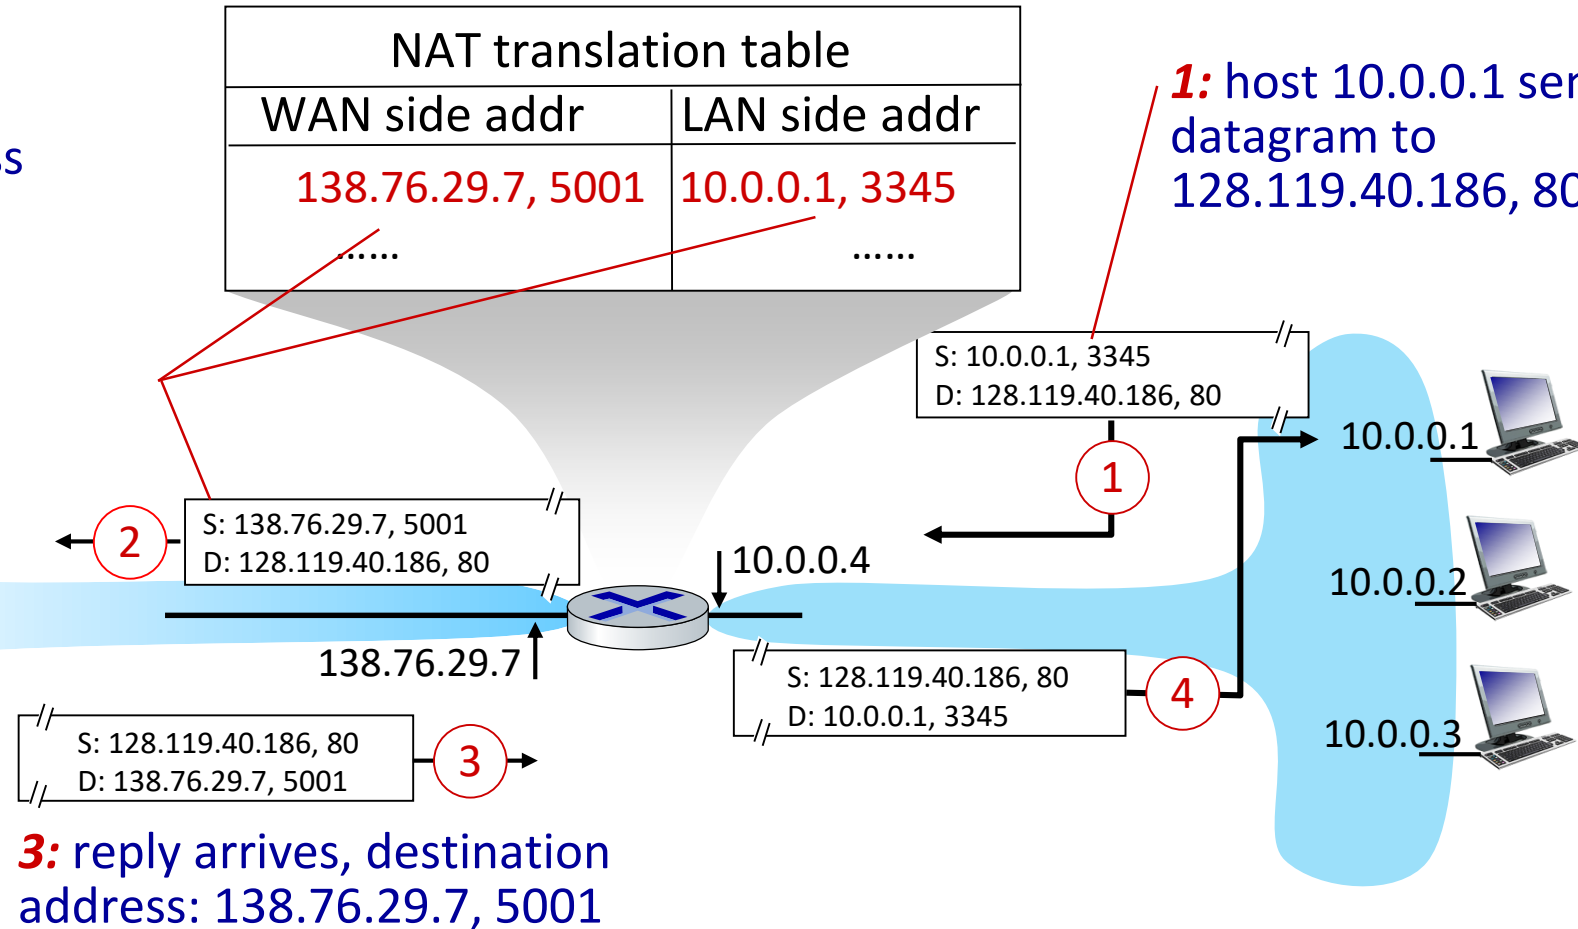 NAT translation table
WAN side addr
LAN side addr
138.76.29.7, 5001
10.0.0.1, 3345
......
......
1: host 10.0.0.1
datagram to
128.119.40.186, 80
S: 10.0.0.1, 3345
D: 128.119.40.186, 80
1
10.0.0.1
S: 138.76.29.7, 5001
D: 128.119.40.186, 80
2
10.0.0.4
10.0.0.2
138.76.29.7
S: 128.119.40.186, 80
D: 10.0.0.1, 3345
4
10.0.0.3
S: 128.119.40.186, 80
D: 138.76.29.7, 5001
3
3: reply arrives, destination
address: 138.76.29.7, 5001